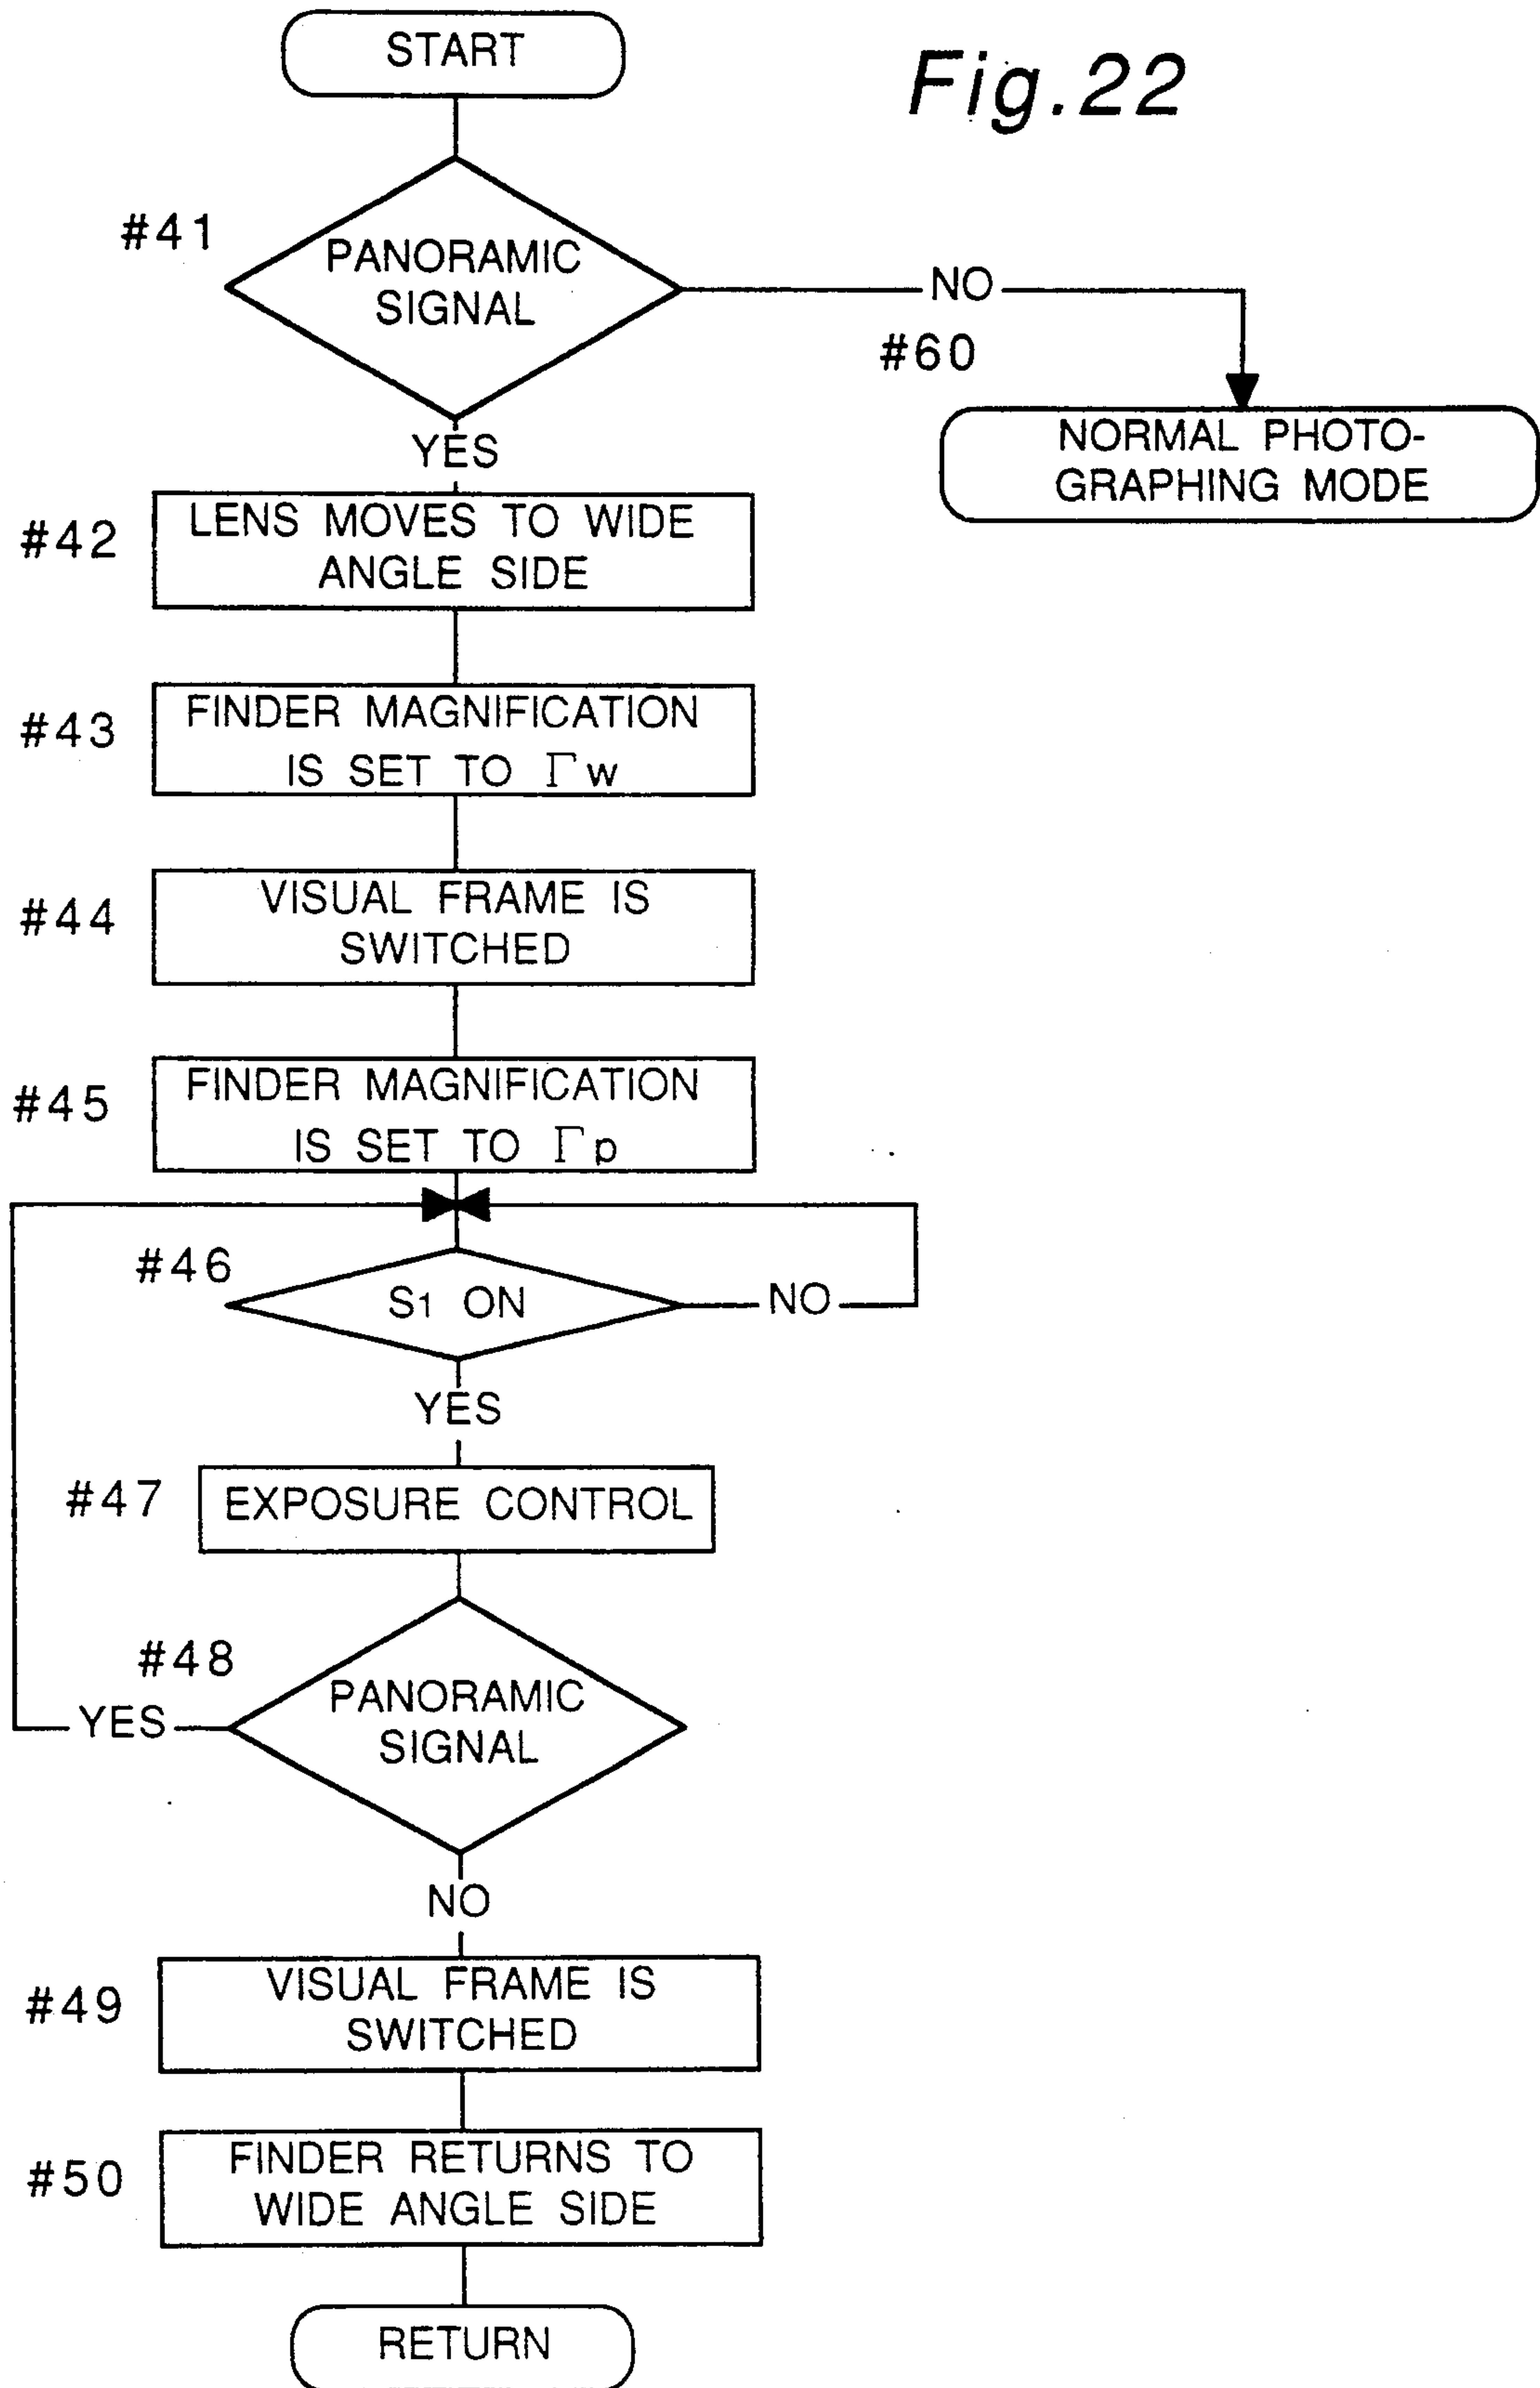 START
Fig.22
#41
PANORAMIC
SIGNAL
NO
#60
NORMAL PHOTO-
GRAPHING MODE
YES
#42
LENS MOVES TO WIDE
ANGLE SIDE
#43
FINDER MAGNIFICATION
IS SET TO Γw
#44
VISUAL FRAME IS
SWITCHED
#45
FINDER MAGNIFICATION
IS SET TO Γp
#46
S1 ON
NO
YES
#47
EXPOSURE CONTROL
#48
PANORAMIC
SIGNAL
YES
NO
#49
VISUAL FRAME IS
SWITCHED
#50
FINDER RETURNS TO
WIDE ANGLE SIDE
RETURN